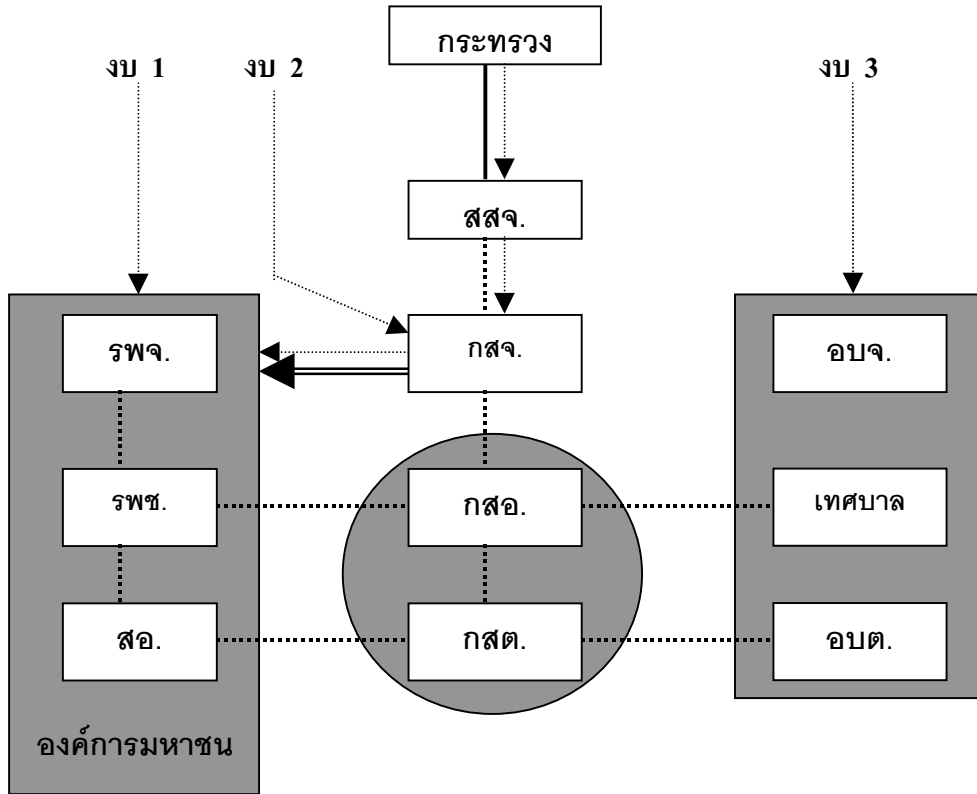 กระทรวง
งบ 1
งบ 2
งบ 3
สสจ.
รพจ.
กสจ.
อบจ.
รพช.
กสอ.
เทศบาล
สอ.
กสต.
อบต.
องค์การมหาชน